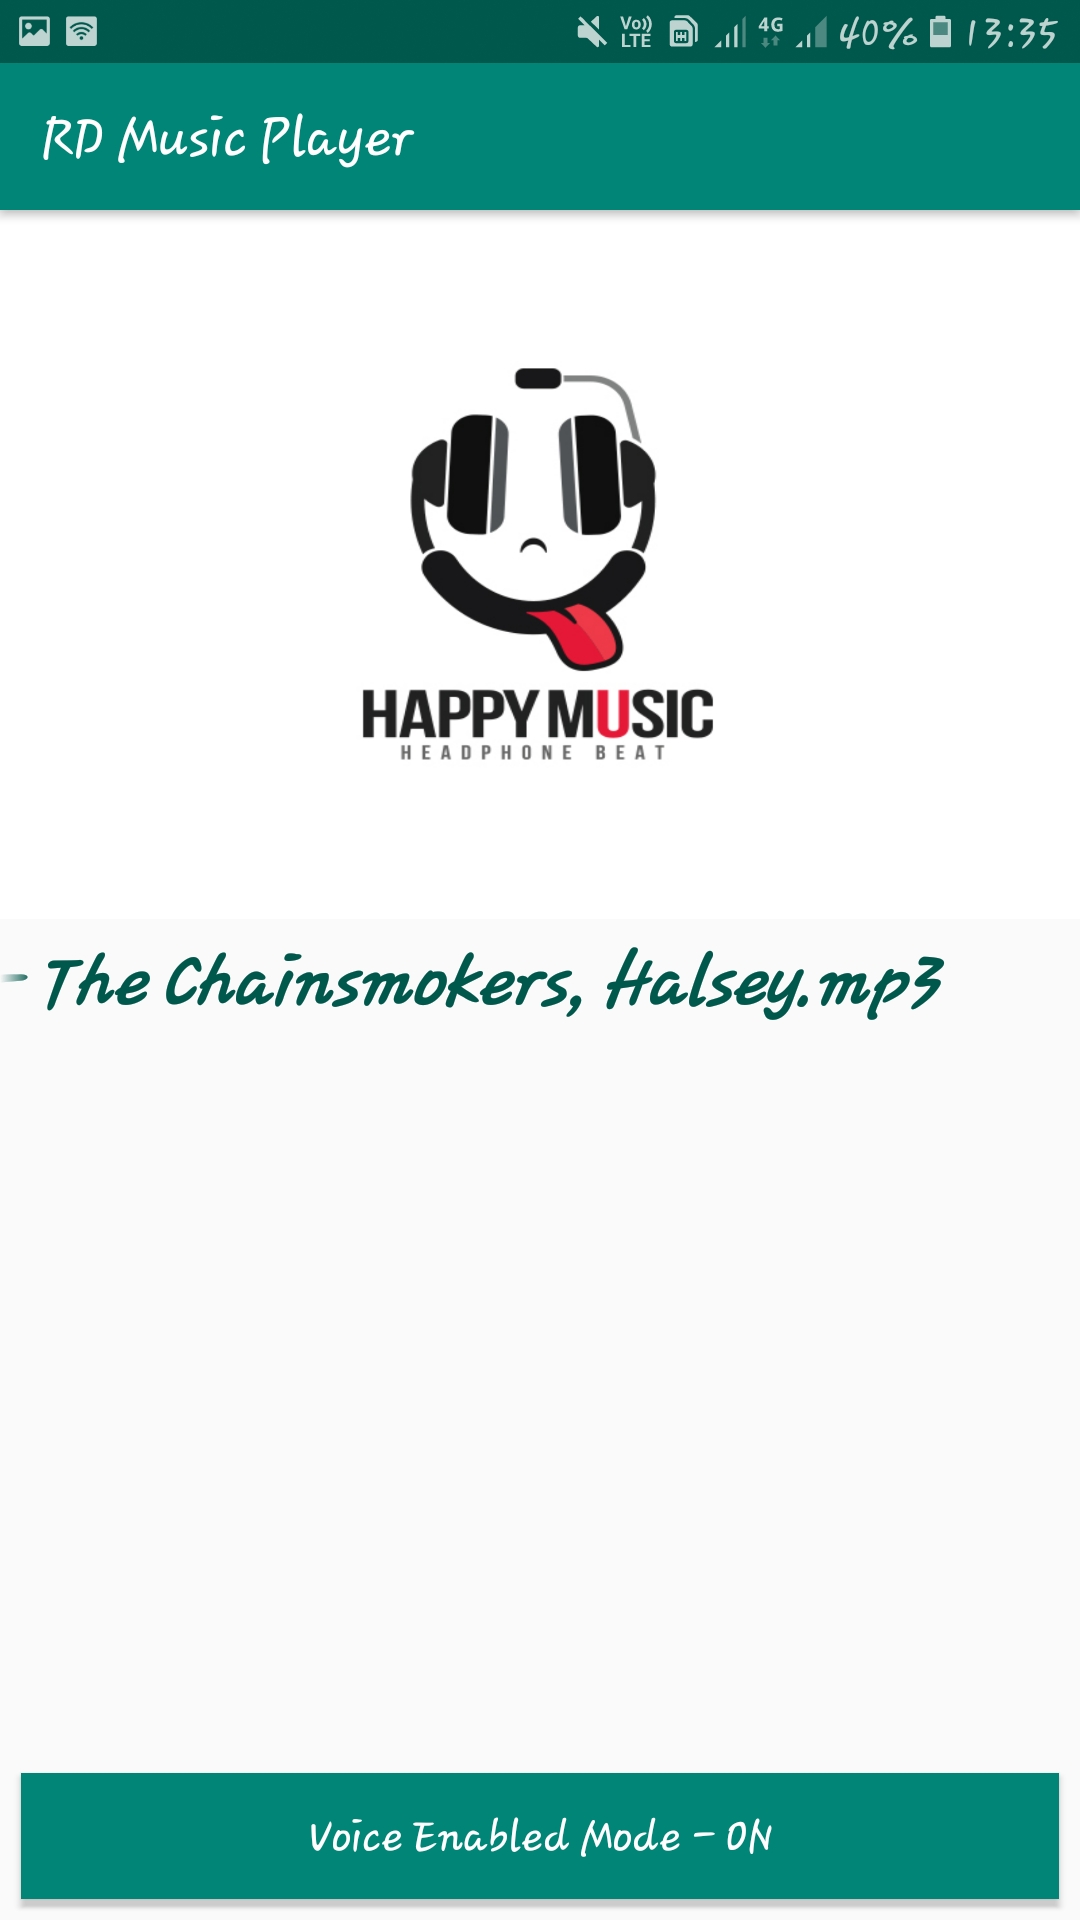 Vo)) LTE 4G 40% 13:35
RD Music Player
HAPPY MUSIC
HEADPHONE BEAT
- The Chainsmokers, Halsey.mp3
Voice Enabled Mode - ON